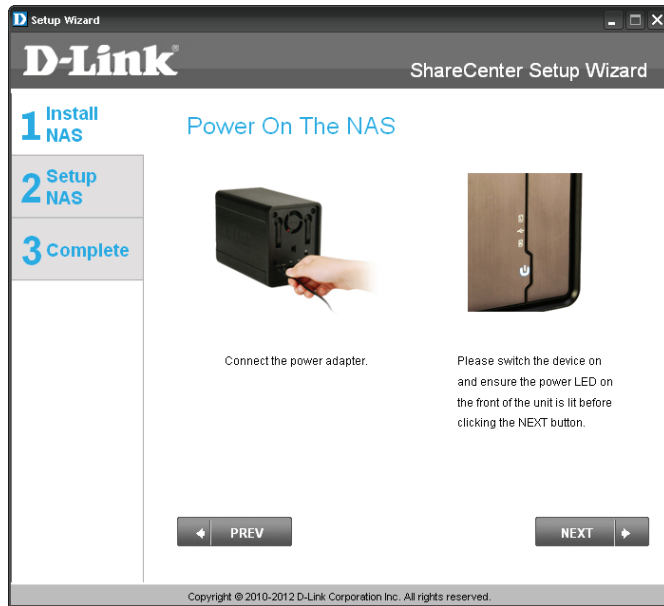 Setup Wizard
D-Link®
ShareCenter Setup Wizard
1 Install
NAS
2 Setup
NAS
3 Complete
Power On The NAS
Connect the power adapter.
Please switch the device on
and ensure the power LED on
the front of the unit is lit before
clicking the NEXT button.
PREV
NEXT
Copyright © 2010-2012 D-Link Corporation Inc. All rights reserved.